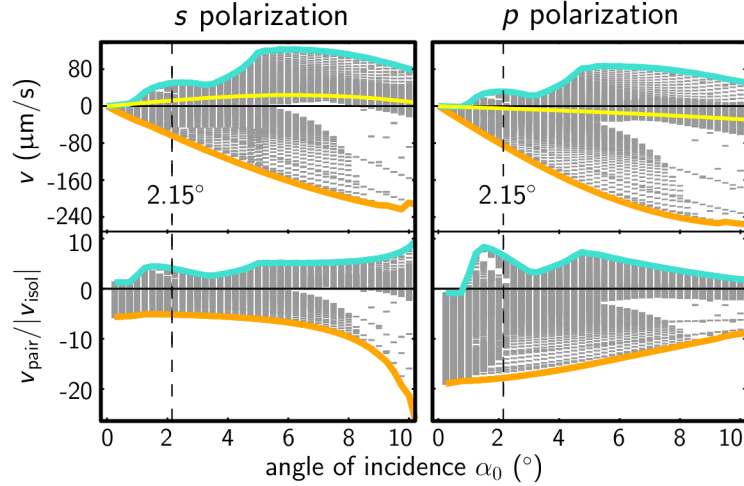 s polarization
p polarization
v (μm/s)
80
0
-80
-160
-240
2.15°
2.15°
v_pair/|v_isol|
10
0
-10
-20
0 2 4 6 8 10
0 2 4 6 8 10
angle of incidence α₀ (°)